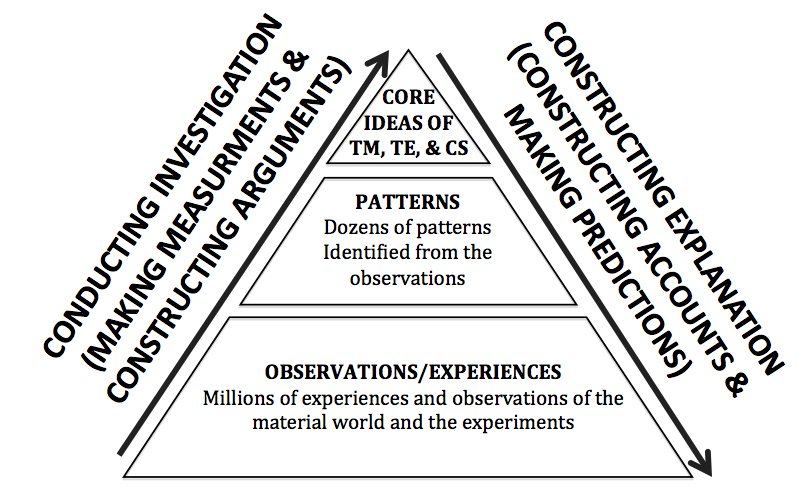 CONDUCTING INVESTIGATION
(MAKING MEASURMENTS &
CONSTRUCTING ARGUMENTS)
CORE
IDEAS OF
TM, TE, & CS
PATTERNS
Dozens of patterns
Identified from the
observations
OBSERVATIONS/EXPERIENCES
Millions of experiences and observations of the
material world and the experiments
CONSTRUCTING EXPLANATION
(CONSTRUCTING ACCOUNTS &
MAKING PREDICTIONS)